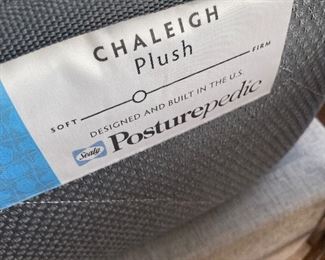 CHALEIGH
Plush
SOFT FIRM
DESIGNED AND BUILT IN THE U.S.
Sealy Posturepedic